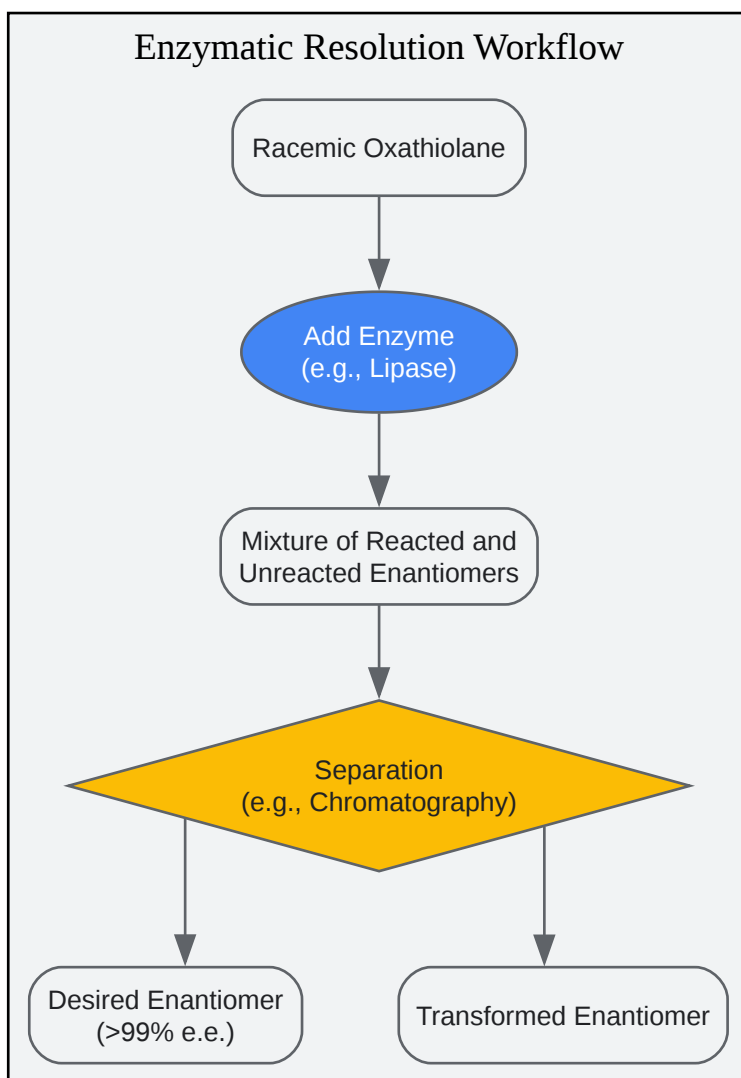 Enzymatic Resolution Workflow
Racemic Oxathiolane
Add Enzyme
(e.g., Lipase)
Mixture of Reacted and
Unreacted Enantiomers
Separation
(e.g., Chromatography)
Desired Enantiomer
(>99% e.e.)
Transformed Enantiomer